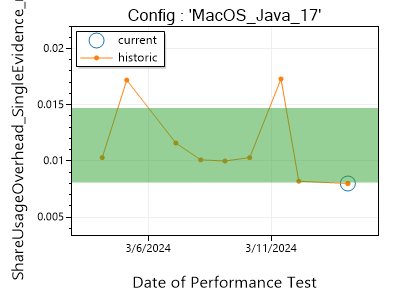 Config : 'MacOS_Java_17'
ShareUsageOverhead_SingleEvidence_
current
historic
0.02
0.015
0.01
0.005
3/6/2024
3/11/2024
Date of Performance Test